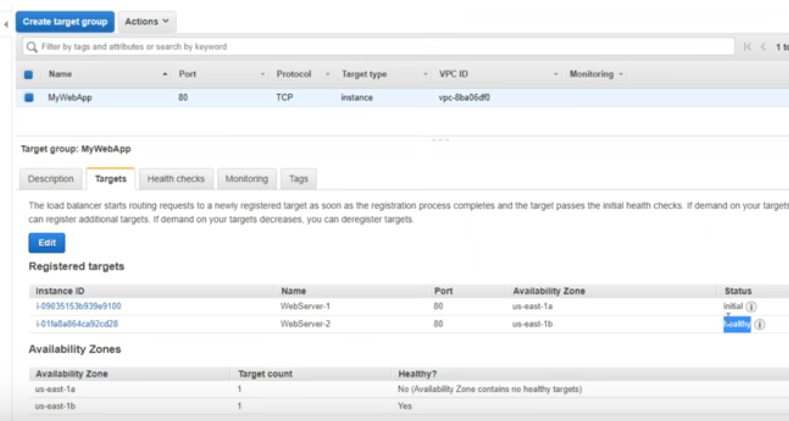 Create target group Actions
Filter by tags and attributes or search by keyword
1 to
Name Port Protocol Target type VPC ID Monitoring
MyWebApp 80 TCP instance vpc-8ba06df0
Target group: MyWebApp
Description Targets Health checks Monitoring Tags
The load balancer starts routing requests to a newly registered target as soon as the registration process completes and the target passes the initial health checks. If demand on your targets
can register additional targets. If demand on your targets decreases, you can deregister targets.
Edit
Registered targets
Instance ID Name Port Availability Zone Status
i-09035153b939e9100 WebServer-1 80 us-east-1a initial
i-01fa8a864ca92cd28 WebServer-2 80 us-east-1b healthy
Availability Zones
Availability Zone Target count Healthy?
us-east-1a 1 No (Availability Zone contains no healthy targets)
us-east-1b 1 Yes